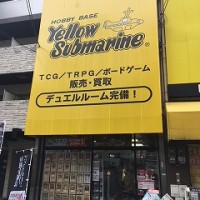 HOBBY BASE
Yellow
Submarine®
TCG／TRPG／ボードゲーム
販売・買取
デュエルルーム完備！